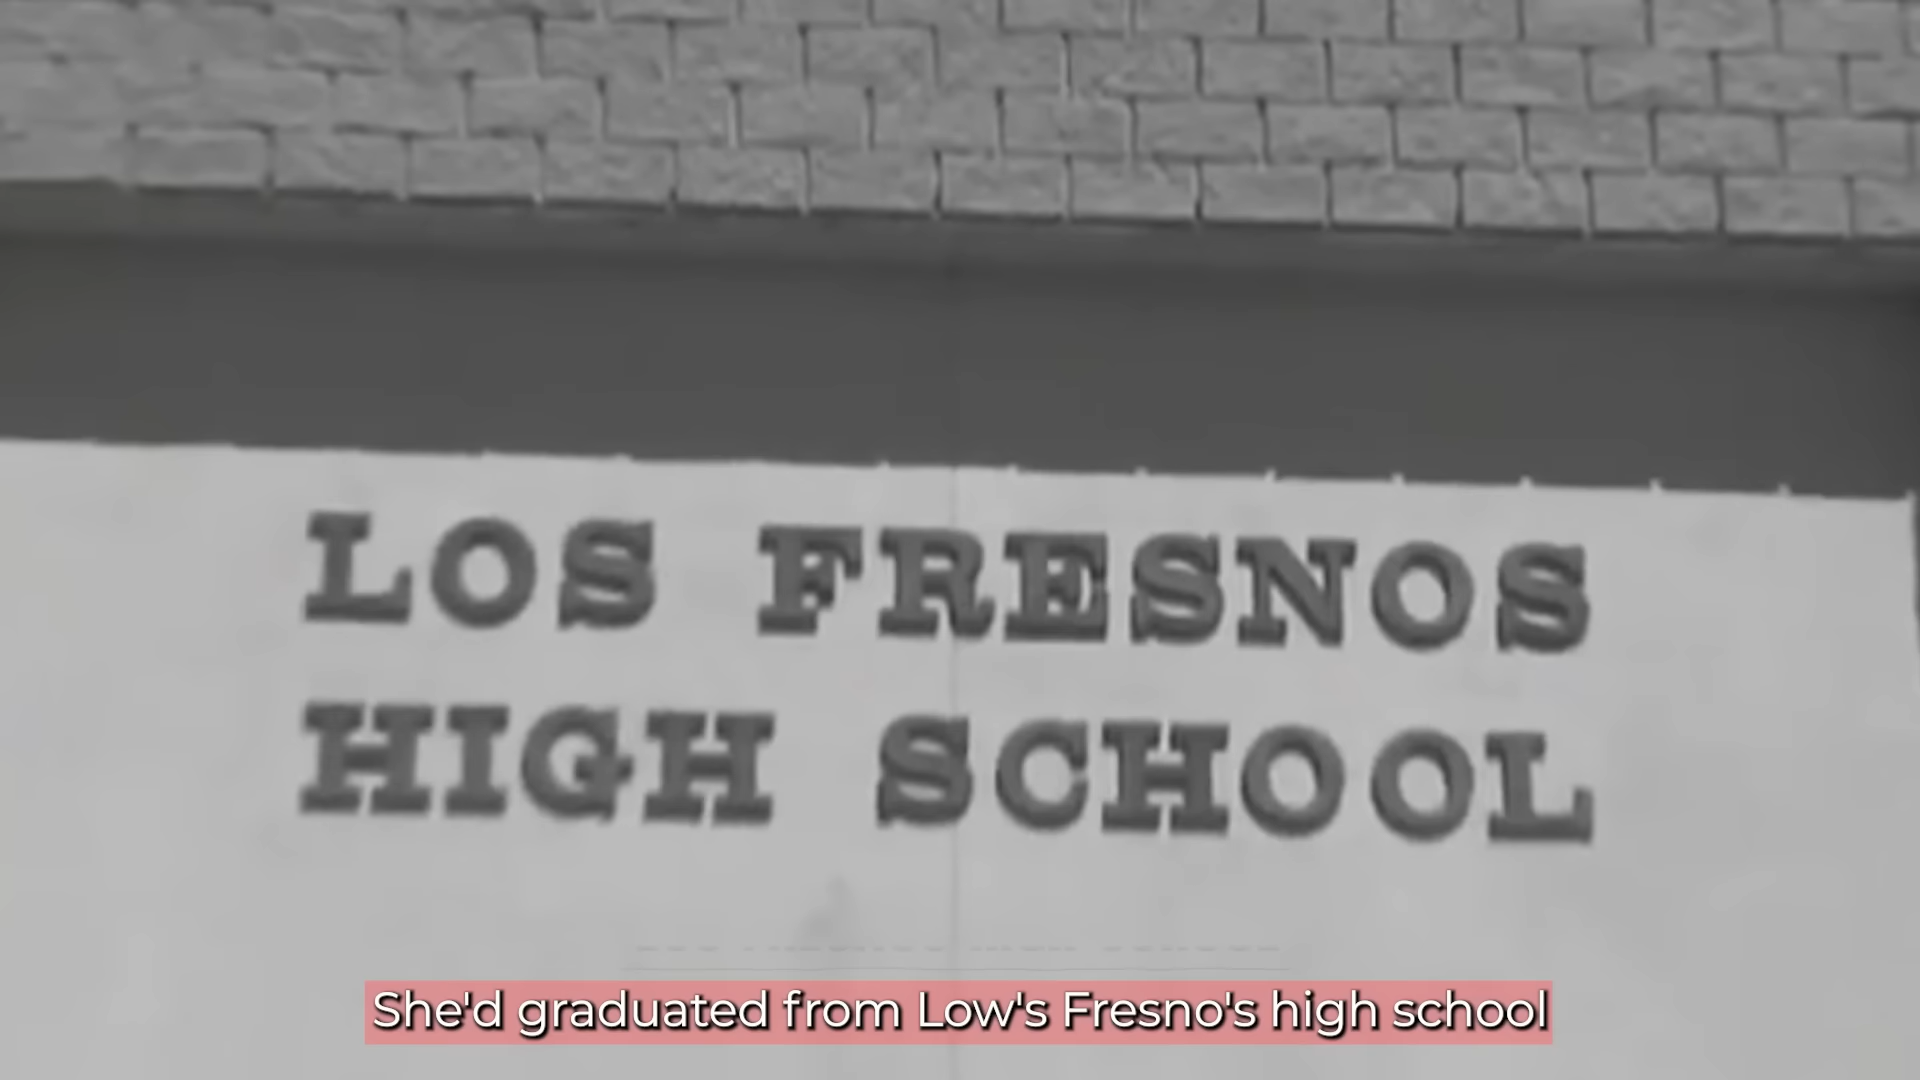 LOS FRESNOS
HIGH SCHOOL
She'd graduated from Low's Fresno's high school